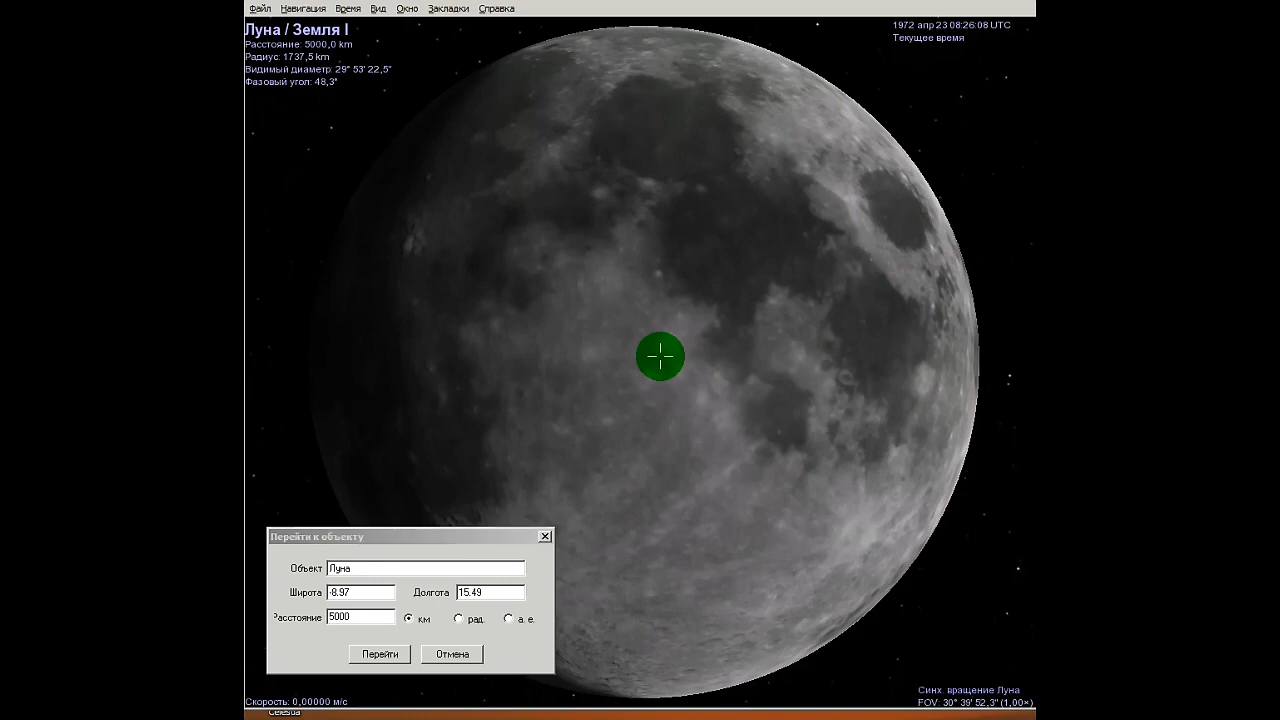 Файл Навигация Время Вид Окно Закладки Справка
Луна / Земля I
Расстояние: 5000,0 km
Радиус: 1737,5 km
Видимый диаметр: 29° 53' 22,5"
Фазовый угол: 48,3°
1972 апр 23 08:26:08 UTC
Текущее время
Перейти к объекту
Объект Луна
Широта -8.97 Долгота 15.49
Расстояние 5000 км рад. а. е.
Перейти Отмена
Скорость: 0,00000 м/с
Синх. вращение Луна
FOV: 30° 39' 52,3" (1,00×)
Celestia